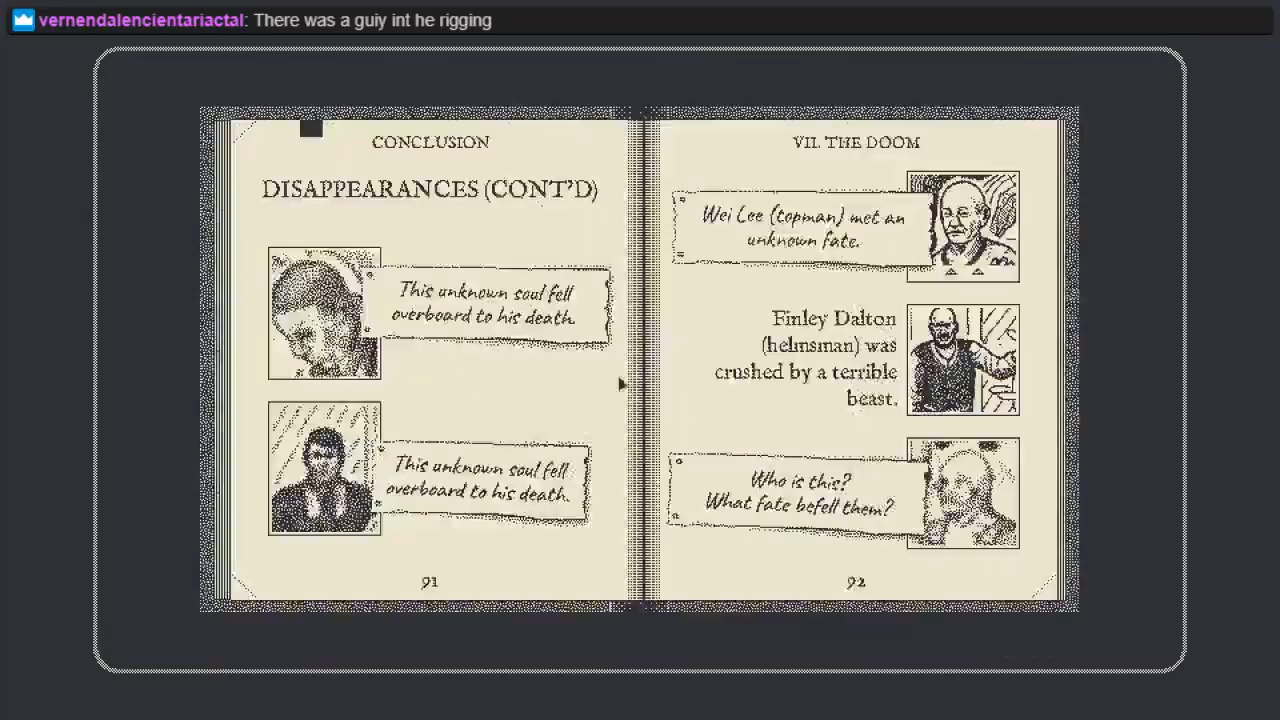 vernendalencientariactal: There was a guiy int he rigging
CONCLUSION
DISAPPEARANCES (CONT'D)
This unknown soul fell
overboard to his death.
This unknown soul fell
overboard to his death.
91
VII. THE DOOM
Wei Lee (topman) met an
unknown fate.
Finley Dalton
(helmsman) was
crushed by a terrible
beast.
Who is this?
What fate befell them?
92